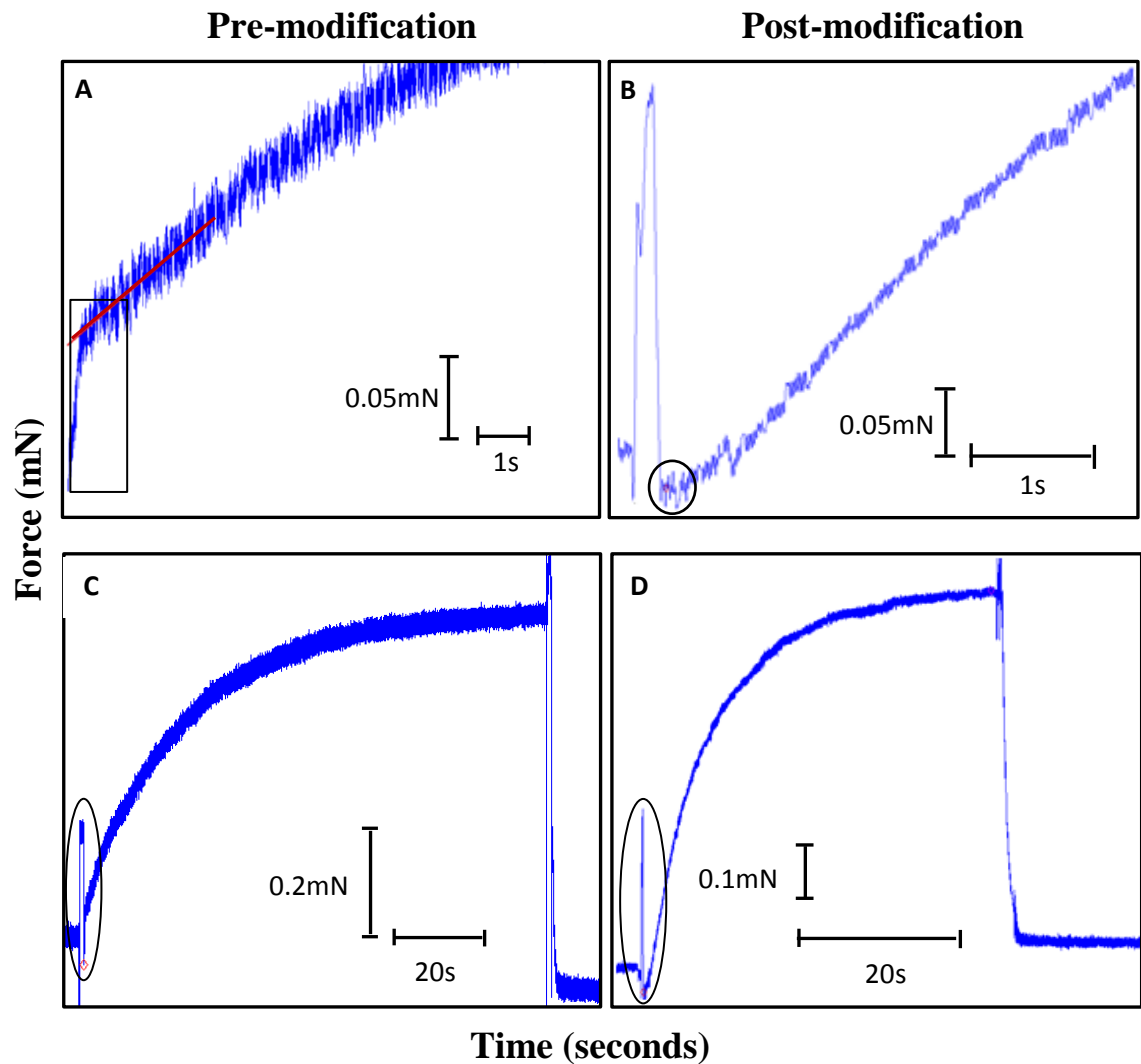 Pre-modification
Post-modification
A
B
0.05mN
1s
0.05mN
1s
Force (mN)
C
D
0.2mN
20s
0.1mN
20s
Time (seconds)